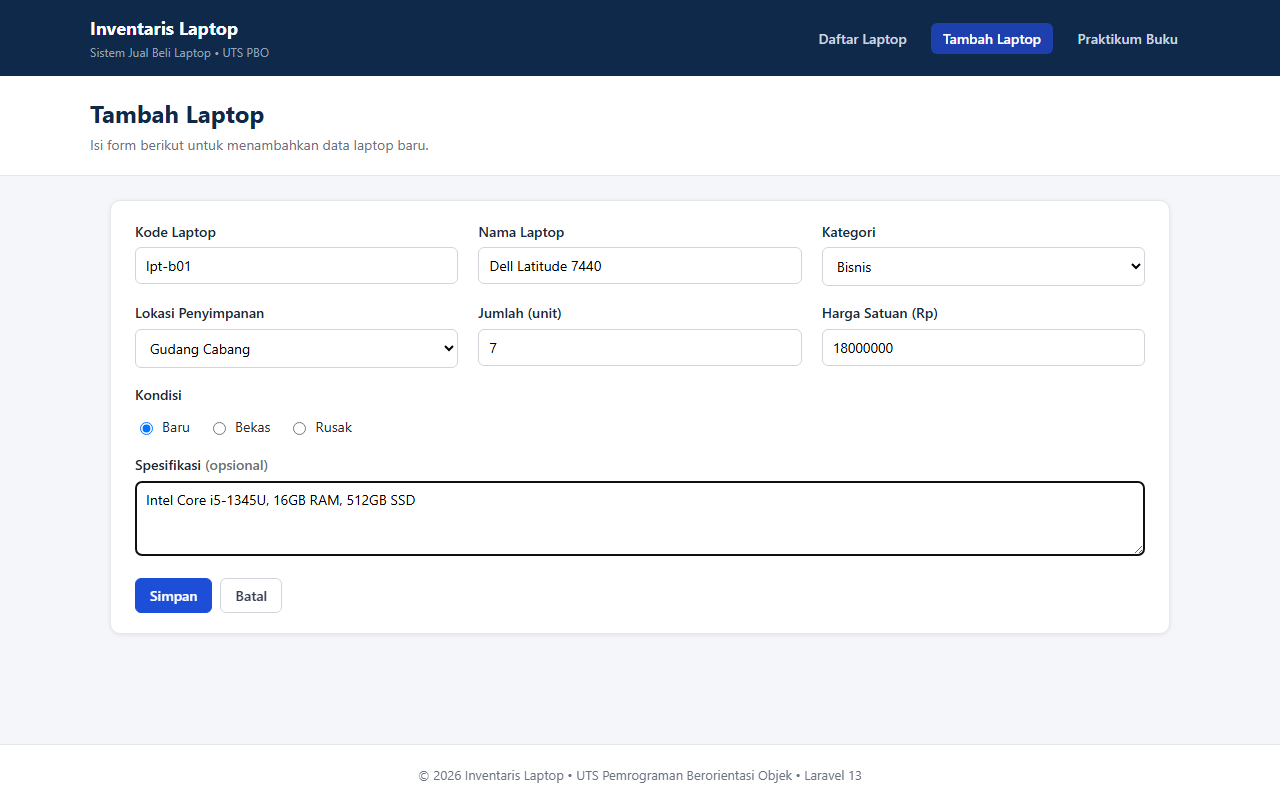 Inventaris Laptop
Sistem Jual Beli Laptop • UTS PBO
Daftar Laptop
Tambah Laptop
Praktikum Buku
Tambah Laptop
Isi form berikut untuk menambahkan data laptop baru.
Kode Laptop
Nama Laptop
Kategori
lpt-b01
Dell Latitude 7440
Bisnis
Lokasi Penyimpanan
Jumlah (unit)
Harga Satuan (Rp)
Gudang Cabang
7
18000000
Kondisi
Baru
Bekas
Rusak
Spesifikasi (opsional)
Intel Core i5-1345U, 16GB RAM, 512GB SSD
Simpan
Batal
© 2026 Inventaris Laptop • UTS Pemrograman Berorientasi Objek • Laravel 13